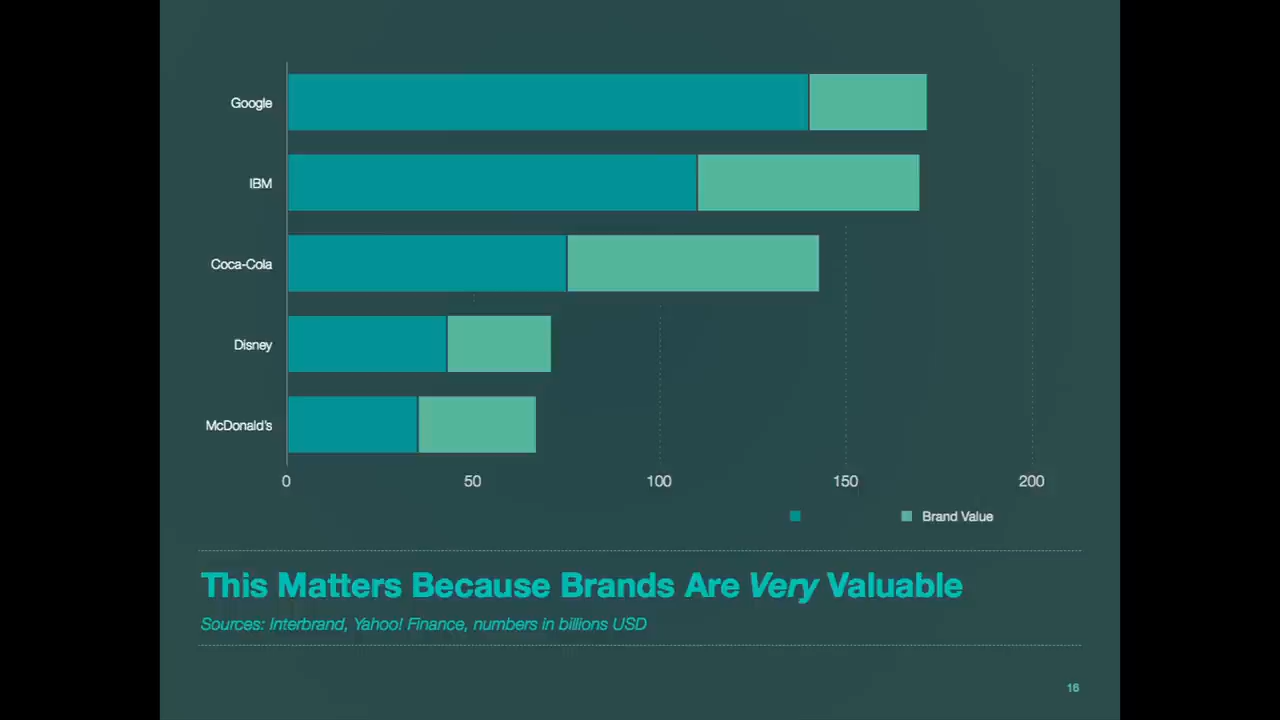 Google
IBM
Coca-Cola
Disney
McDonald's
0 50 100 150 200
Brand Value
This Matters Because Brands Are Very Valuable
Sources: Interbrand, Yahoo! Finance, numbers in billions USD
16